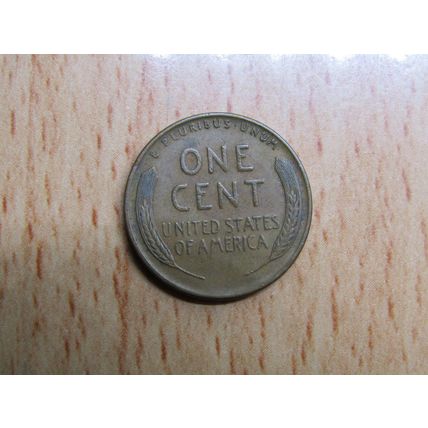 E·PLURIBUS·UNUM
ONE
CENT
UNITED STATES
OF AMERICA